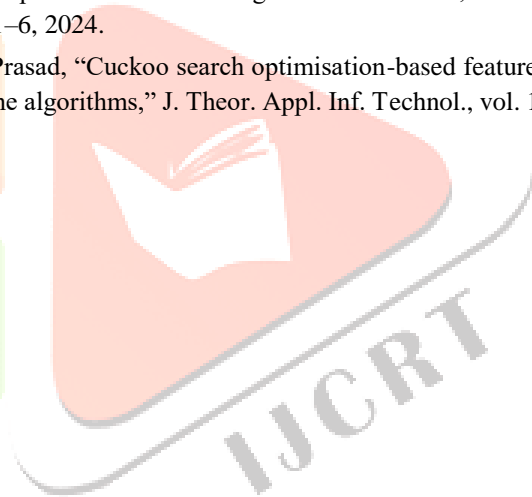 –6, 2024.
Prasad, “Cuckoo search optimisation-based feature
ne algorithms,” J. Theor. Appl. Inf. Technol., vol. 1
IJCRT